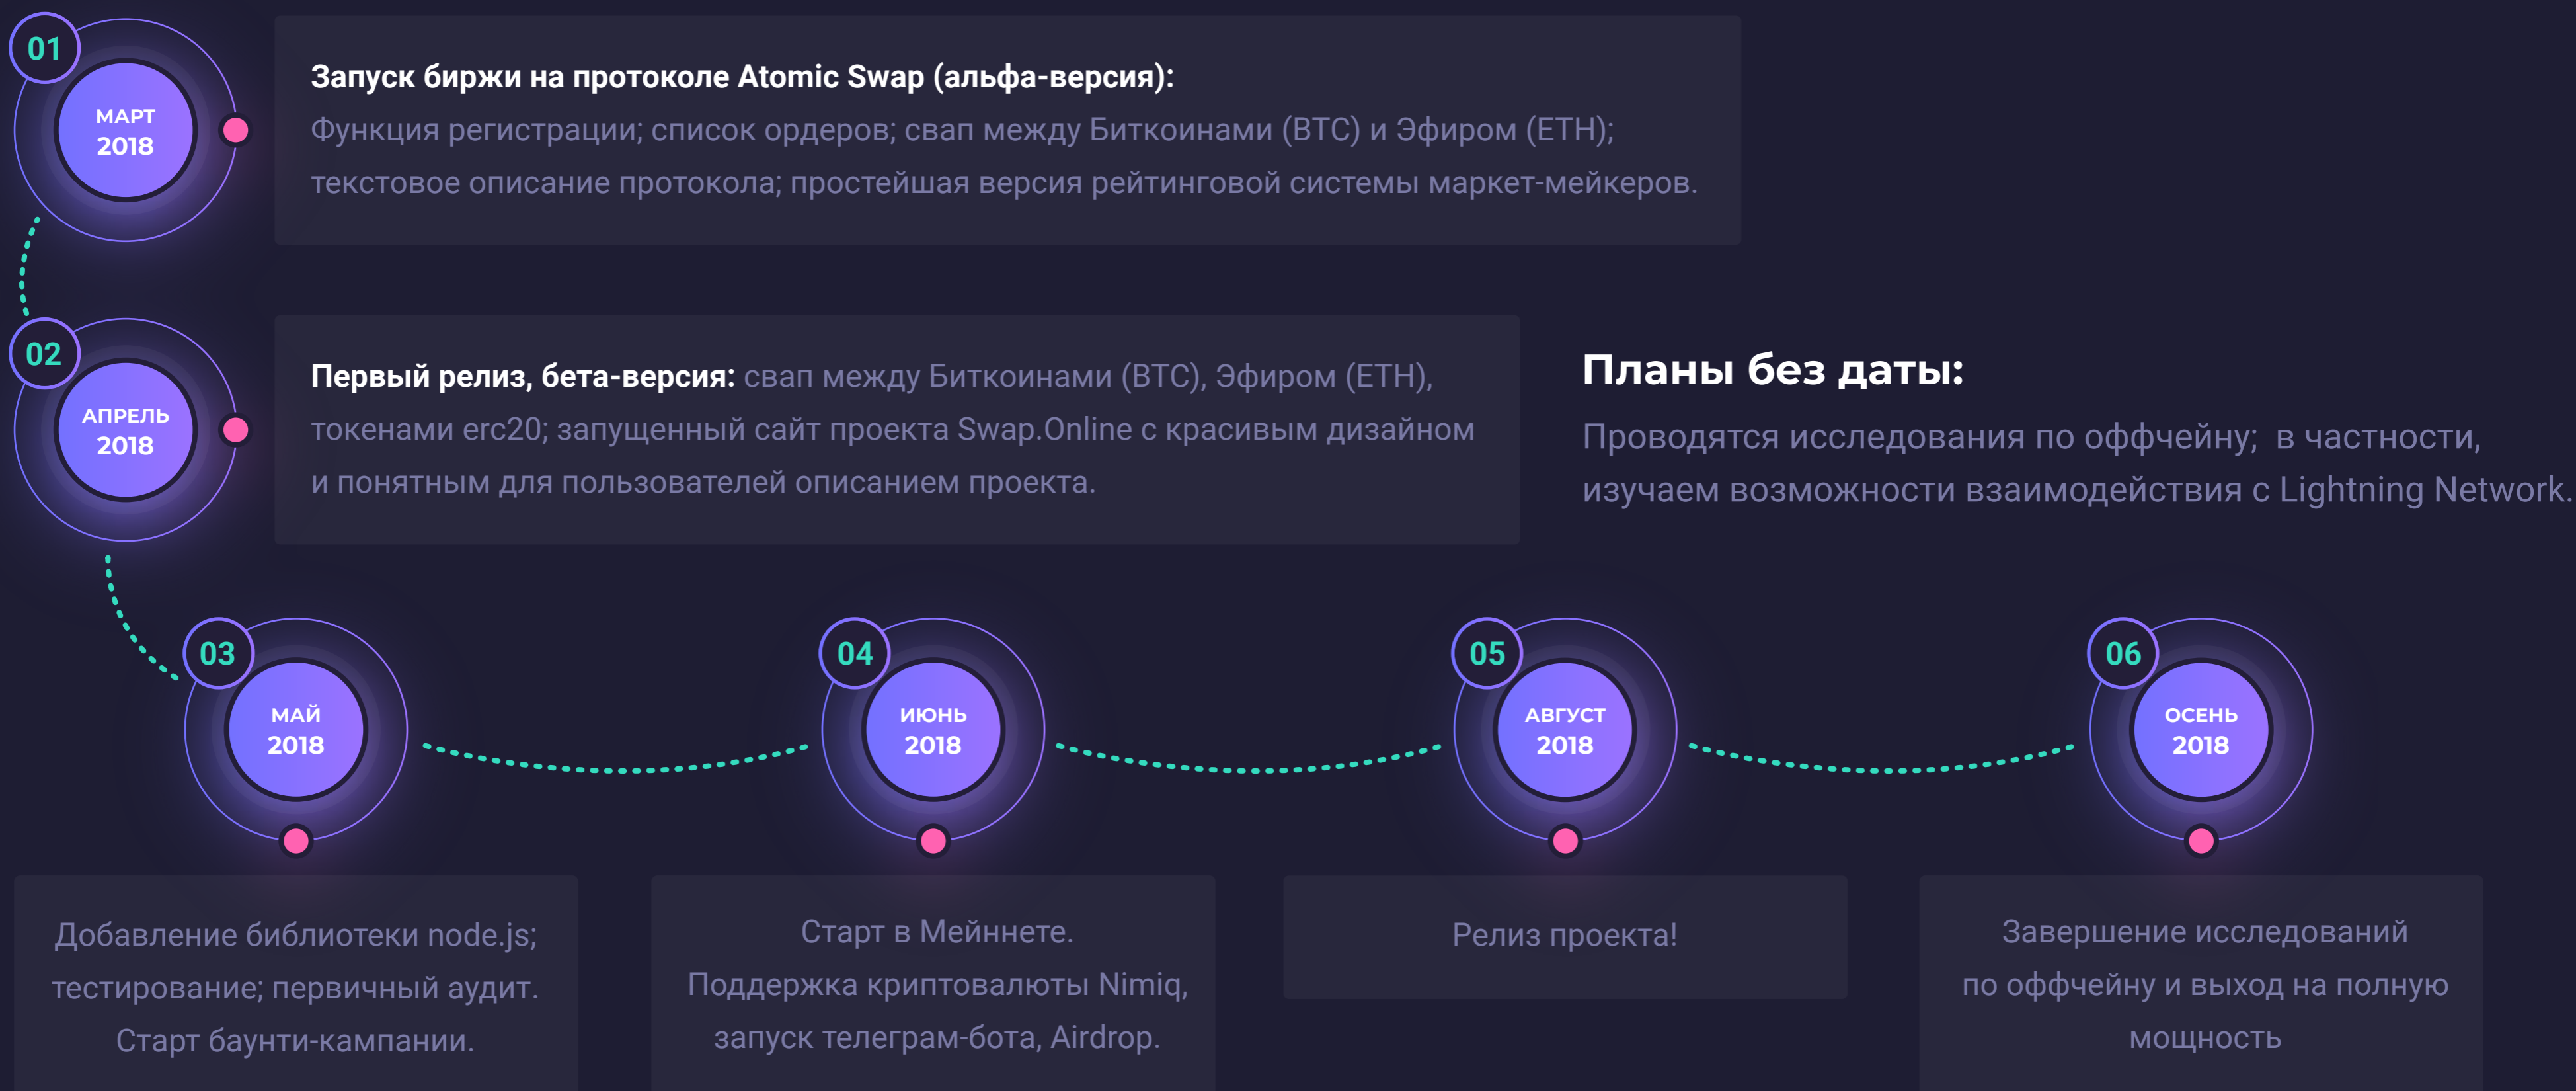 01
МАРТ
2018
Запуск биржи на протоколе Atomic Swap (альфа-версия):
Функция регистрации; список ордеров; свап между Биткоинами (BTC) и Эфиром (ETH);
текстовое описание протокола; простейшая версия рейтинговой системы маркет-мейкеров.
02
АПРЕЛЬ
2018
Первый релиз, бета-версия: свап между Биткоинами (BTC), Эфиром (ETH),
токенами erc20; запущенный сайт проекта Swap.Online с красивым дизайном
и понятным для пользователей описанием проекта.
Планы без даты:
Проводятся исследования по оффчейну; в частности,
изучаем возможности взаимодействия с Lightning Network.
03
МАЙ
2018
Добавление библиотеки node.js;
тестирование; первичный аудит.
Старт баунти-кампании.
04
ИЮНЬ
2018
Старт в Мейннете.
Поддержка криптовалюты Nimiq,
запуск телеграм-бота, Airdrop.
05
АВГУСТ
2018
Релиз проекта!
06
ОСЕНЬ
2018
Завершение исследований
по оффчейну и выход на полную
мощность